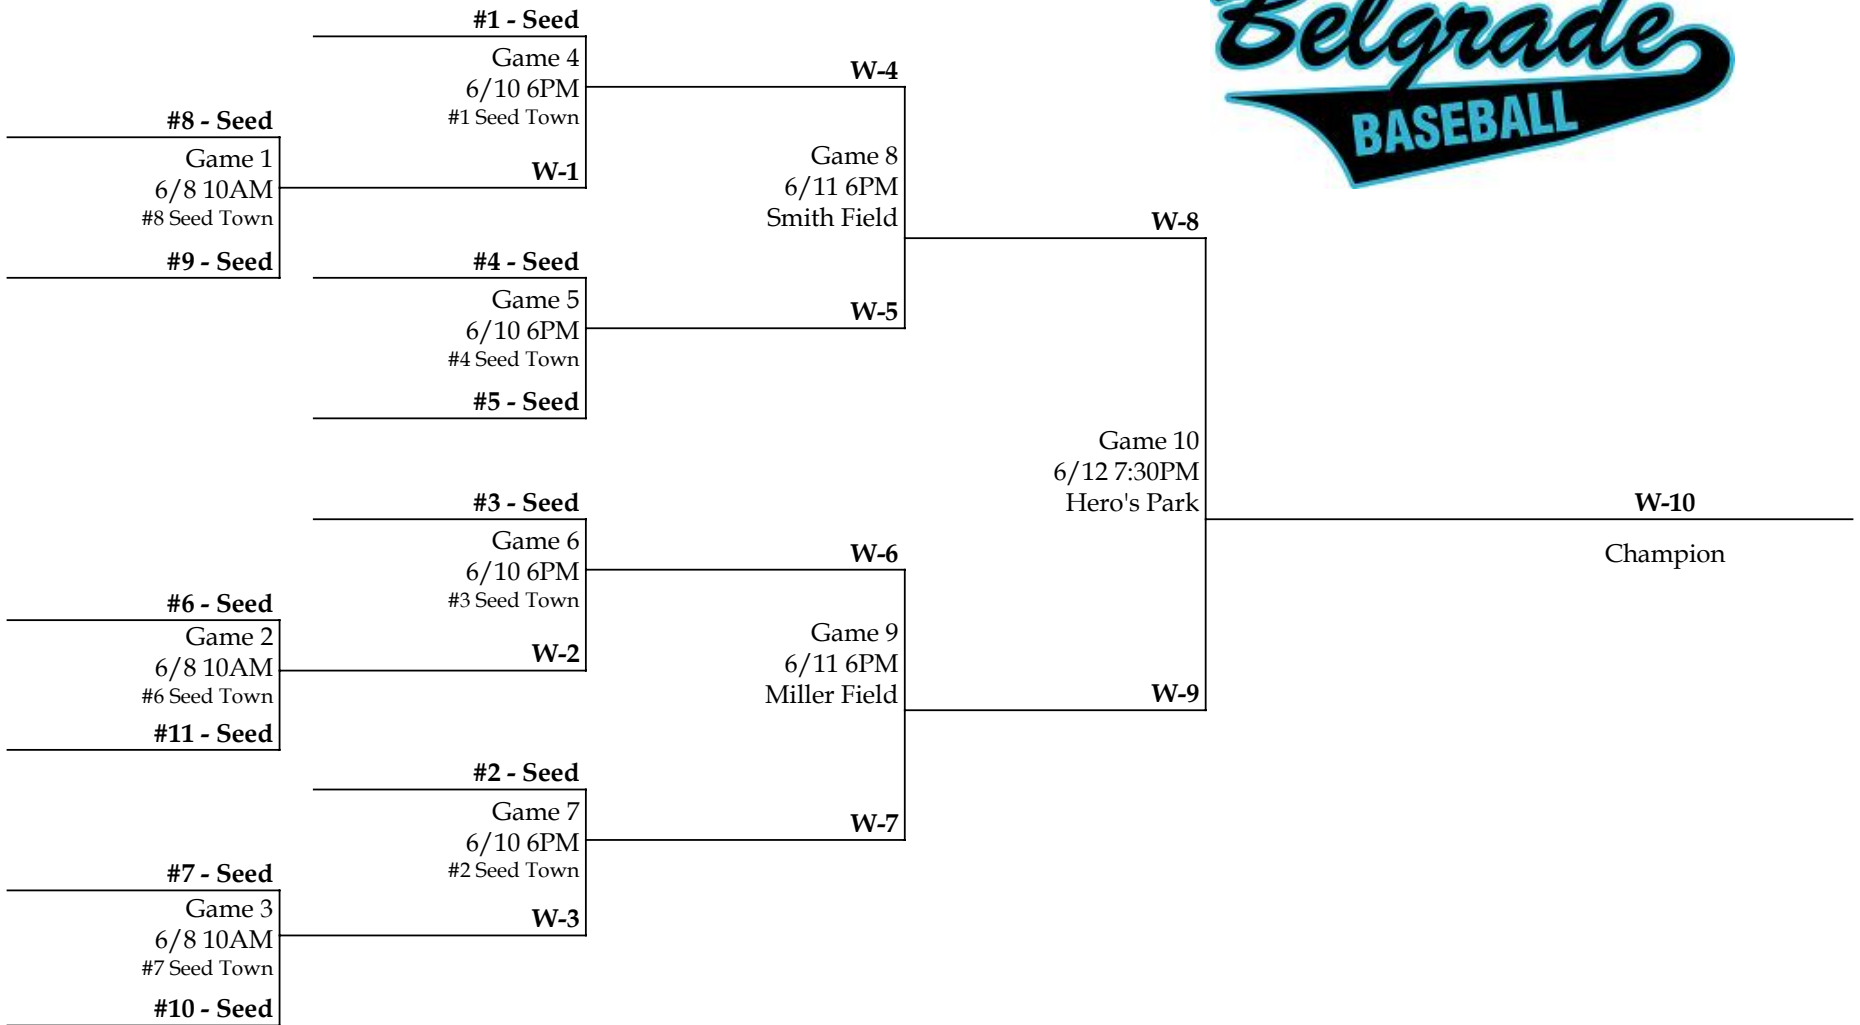 Belgrade
BASEBALL
#1 - Seed
Game 4
6/10 6PM
#1 Seed Town
W-4
#8 - Seed
Game 1
6/8 10AM
#8 Seed Town
W-1
Game 8
6/11 6PM
Smith Field
W-8
#9 - Seed
#4 - Seed
Game 5
6/10 6PM
#4 Seed Town
W-5
#5 - Seed
Game 10
6/12 7:30PM
Hero's Park
W-10
Champion
#3 - Seed
Game 6
6/10 6PM
#3 Seed Town
W-6
#6 - Seed
Game 2
6/8 10AM
#6 Seed Town
W-2
Game 9
6/11 6PM
Miller Field
W-9
#11 - Seed
#2 - Seed
Game 7
6/10 6PM
#2 Seed Town
W-7
#7 - Seed
Game 3
6/8 10AM
#7 Seed Town
W-3
#10 - Seed